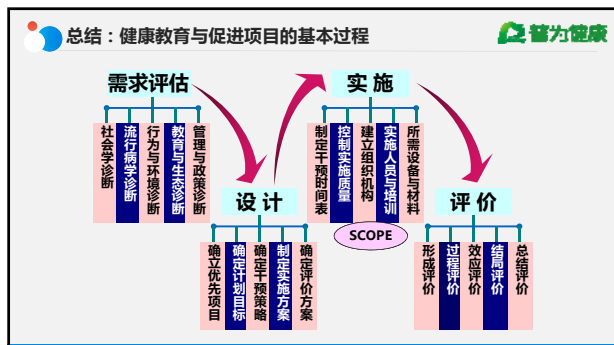 总结：健康教育与促进项目的基本过程
普为健康
需求评估
社会学诊断
流行病学诊断
行为与环境诊断
教育与生态诊断
管理与政策诊断
设计
确立优先项目
确定计划目标
确定干预策略
制定实施方案
确定评价方案
实施
制定干预时间表
控制实施质量
建立组织机构
实施人员与培训
所需设备与材料
SCOPE
评价
形成评价
过程评价
效应评价
结局评价
总结评价